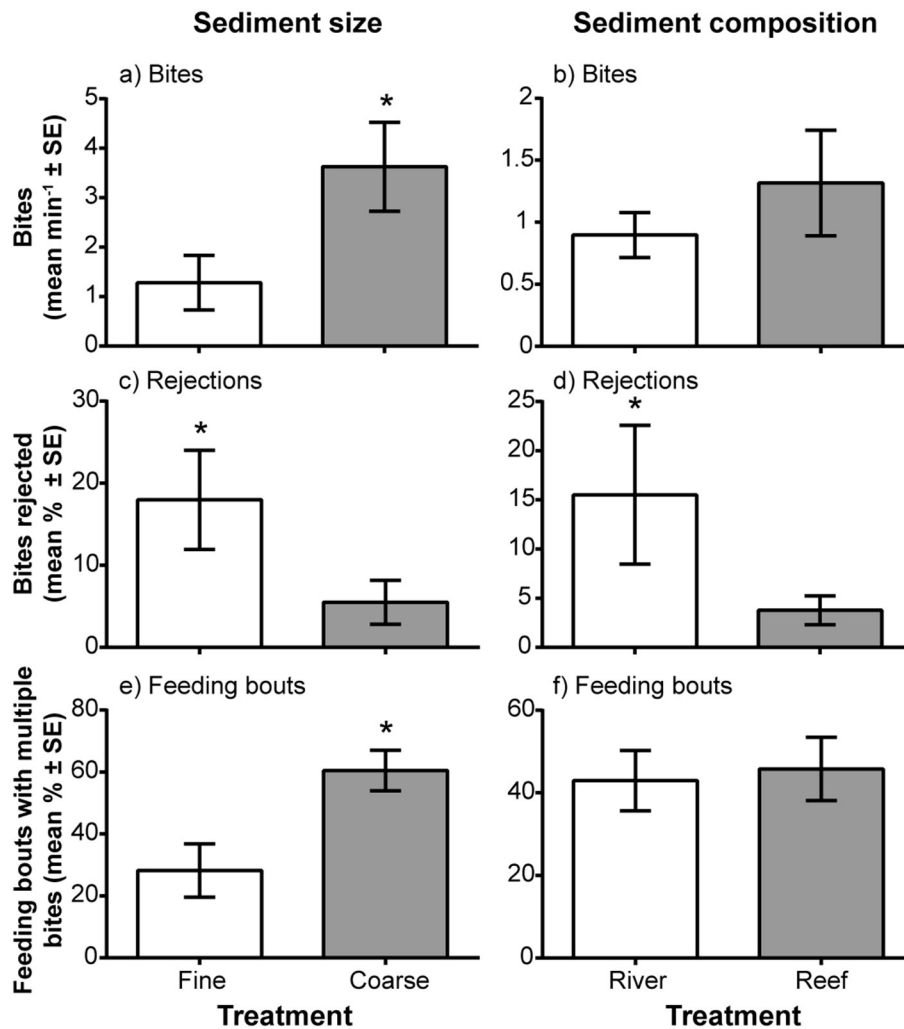 Sediment size
Sediment composition
a) Bites
Bites
(mean min⁻¹ ± SE)
5
4
3
2
1
0
*
b) Bites
2
1.5
1
0.5
0
c) Rejections
Bites rejected
(mean % ± SE)
30
20
10
0
*
d) Rejections
25
20
15
10
5
0
*
e) Feeding bouts
Feeding bouts with multiple
bites (mean % ± SE)
80
60
40
20
0
*
Fine
Coarse
Treatment
f) Feeding bouts
60
40
20
0
River
Reef
Treatment